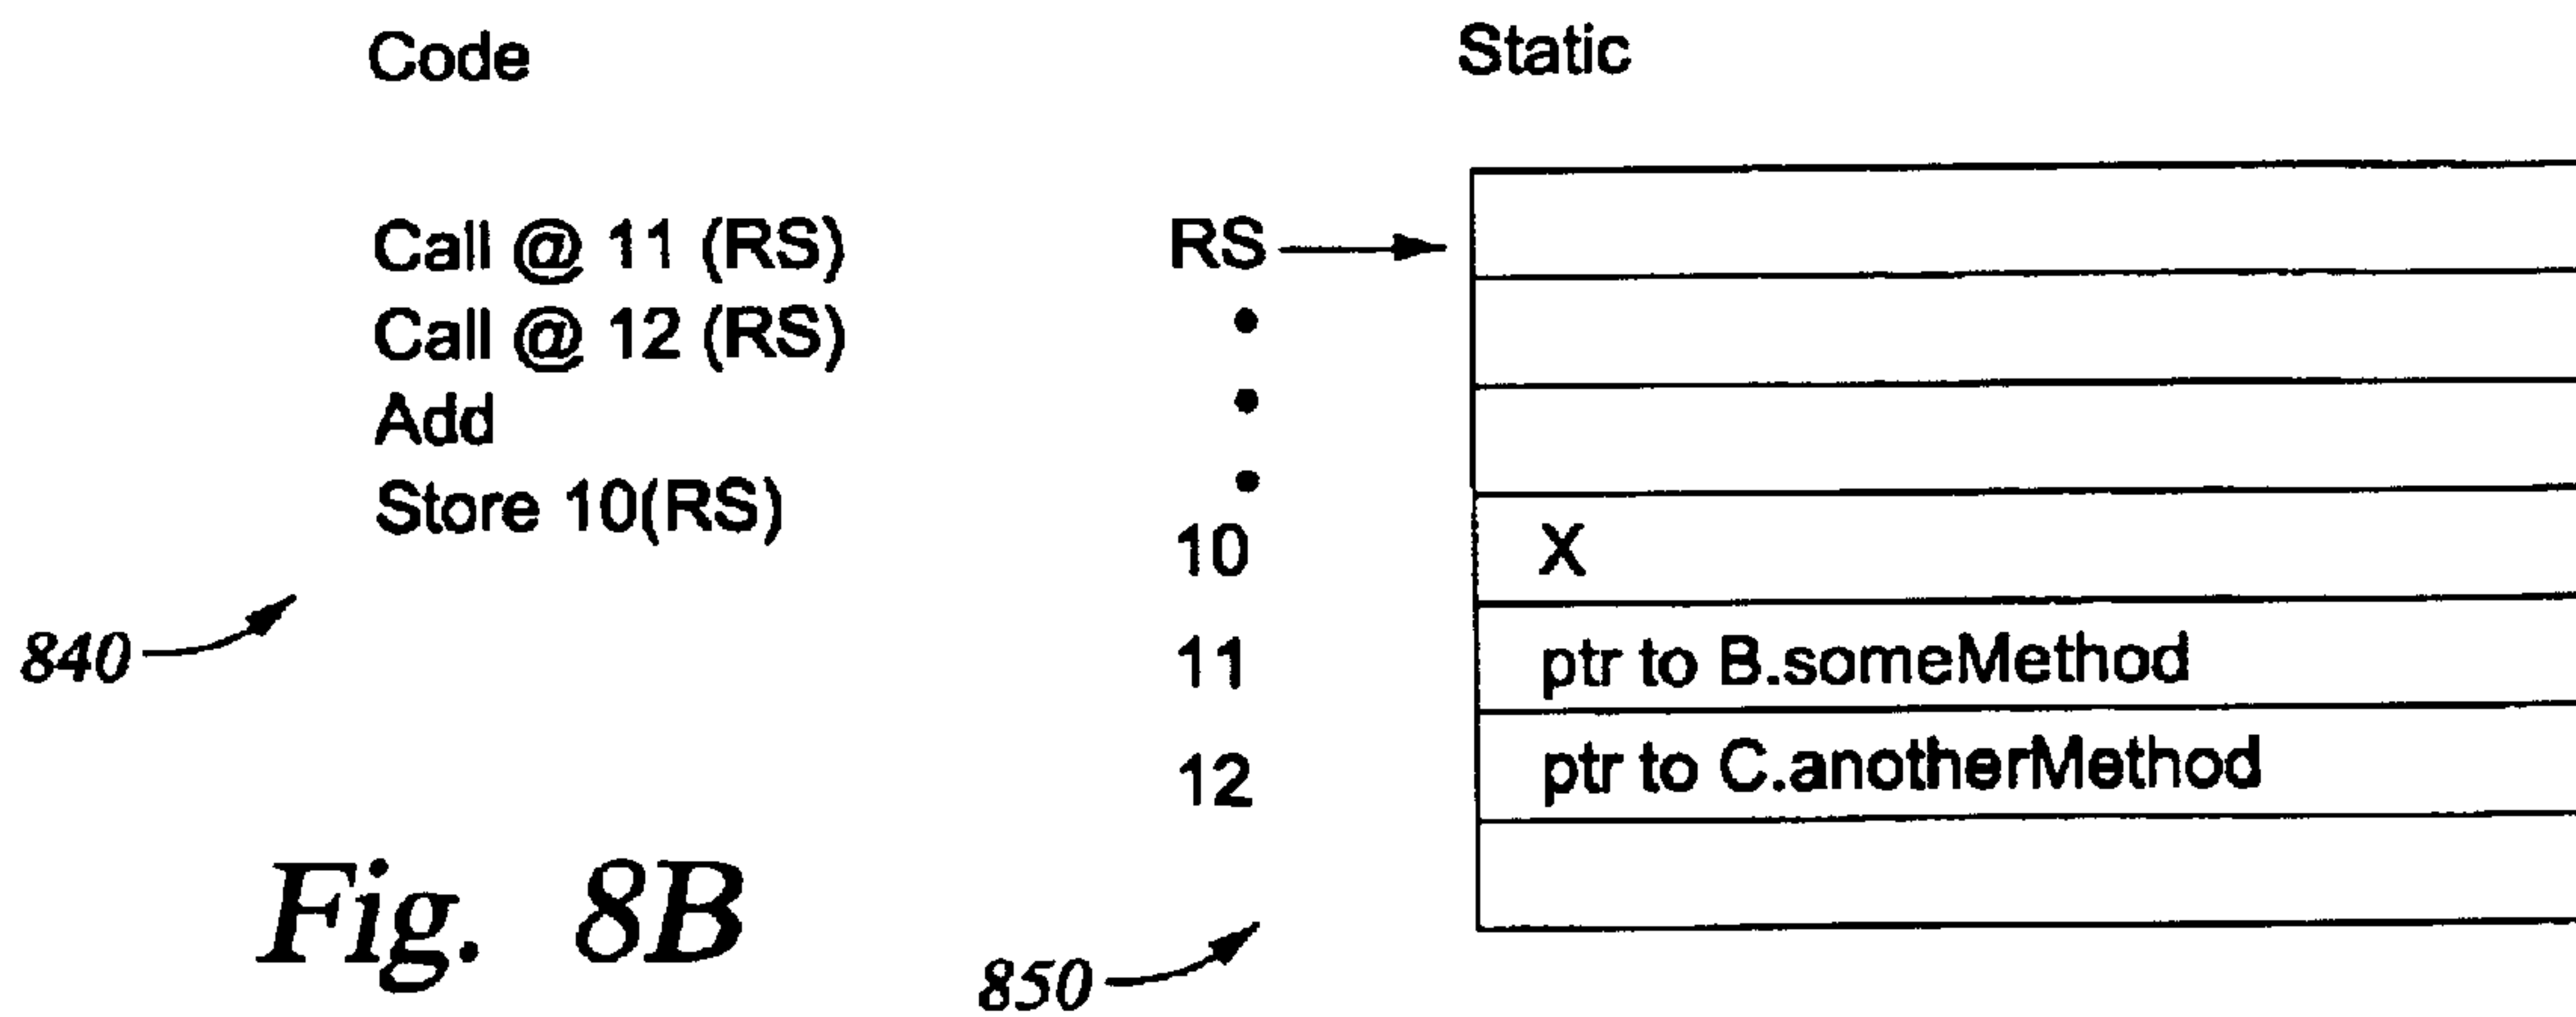 Code
Static
Call @ 11 (RS)
Call @ 12 (RS)
Add
Store 10(RS)
840
RS
10 X
11 ptr to B.someMethod
12 ptr to C.anotherMethod
850
Fig. 8B